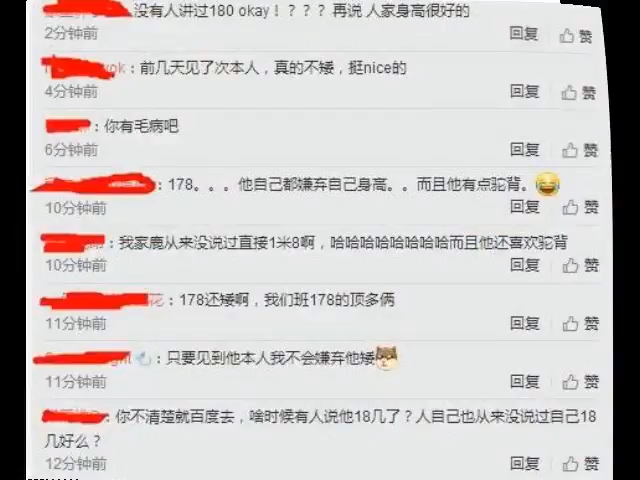 没有人讲过180 okay！？？？ 再说 人家身高很好的
2分钟前 回复 赞
ok：前几天见了次本人，真的不矮，挺nice的
4分钟前 回复 赞
：你有毛病吧
6分钟前 回复 赞
：178。。。他自己都嫌弃自己身高。。而且他有点驼背。
10分钟前 回复 赞
：我家鹿从来没说过直接1米8啊，哈哈哈哈哈哈哈哈而且他还喜欢驼背
10分钟前 回复 赞
花：178还矮啊，我们班178的顶多俩
11分钟前 回复 赞
：只要见到他本人我不会嫌弃他矮
11分钟前 回复 赞
：你不清楚就百度去，啥时候有人说他18几了？人自己也从来没说过自己18
几好么？
12分钟前 回复 赞